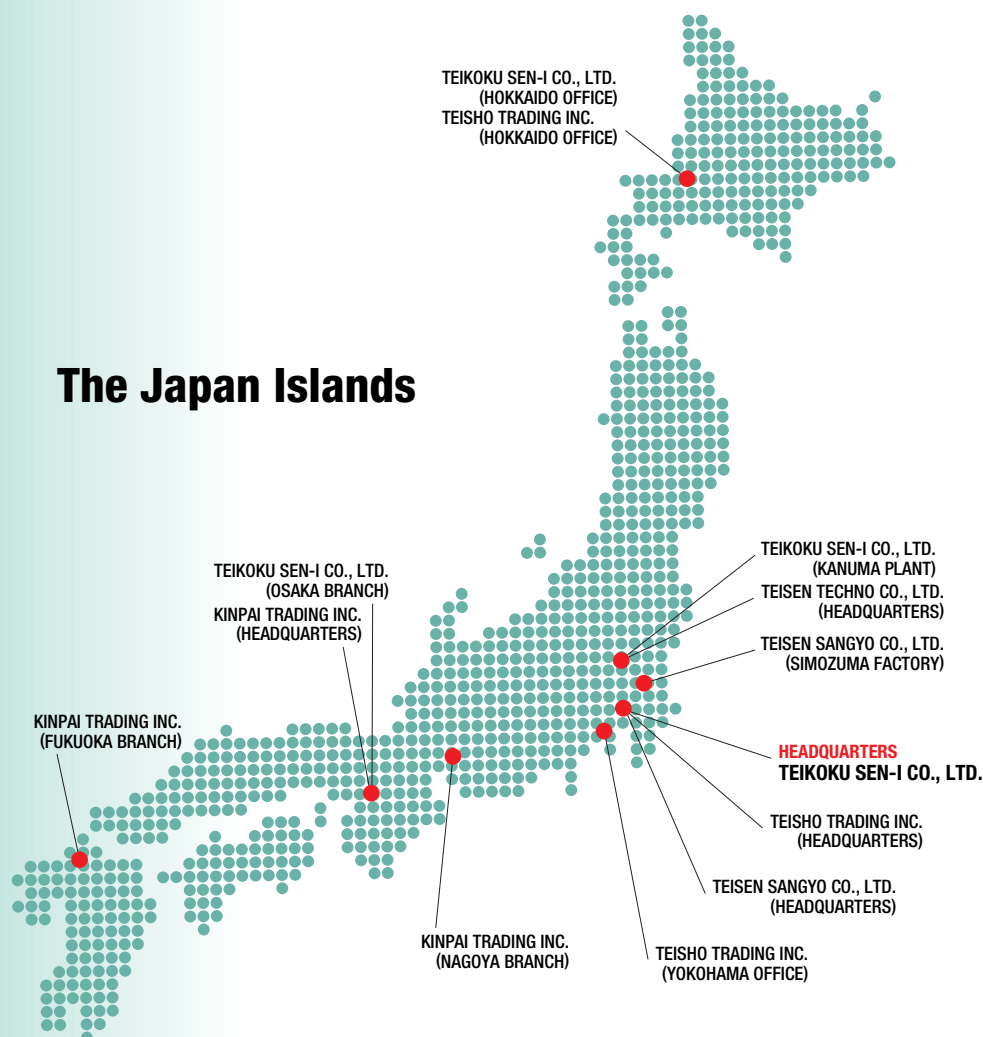 TEIKOKU SEN-I CO., LTD.
(HOKKAIDO OFFICE)
TEISHO TRADING INC.
(HOKKAIDO OFFICE)
The Japan Islands
TEIKOKU SEN-I CO., LTD.
(KANUMA PLANT)
TEISEN TECHNO CO., LTD.
(HEADQUARTERS)
TEISEN SANGYO CO., LTD.
(SIMOZUMA FACTORY)
TEIKOKU SEN-I CO., LTD.
(OSAKA BRANCH)
KINPAI TRADING INC.
(HEADQUARTERS)
KINPAI TRADING INC.
(FUKUOKA BRANCH)
HEADQUARTERS
TEIKOKU SEN-I CO., LTD.
TEISHO TRADING INC.
(HEADQUARTERS)
TEISEN SANGYO CO., LTD.
(HEADQUARTERS)
KINPAI TRADING INC.
(NAGOYA BRANCH)
TEISHO TRADING INC.
(YOKOHAMA OFFICE)